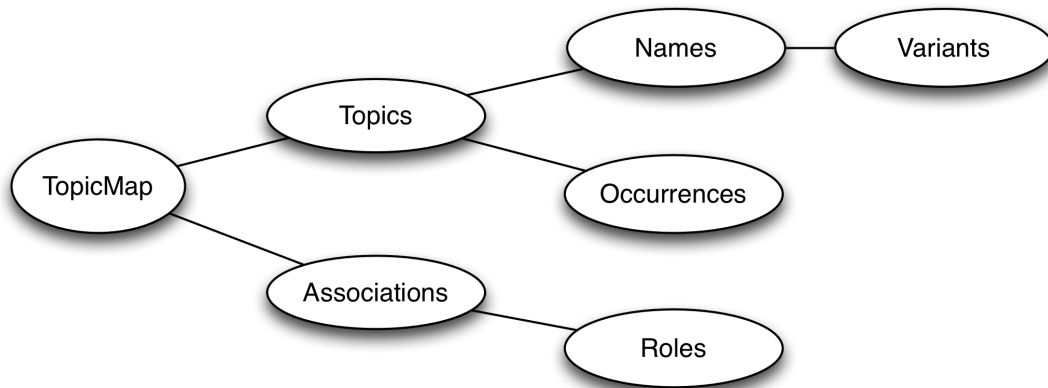 Names
Variants
Topics
TopicMap
Occurrences
Associations
Roles